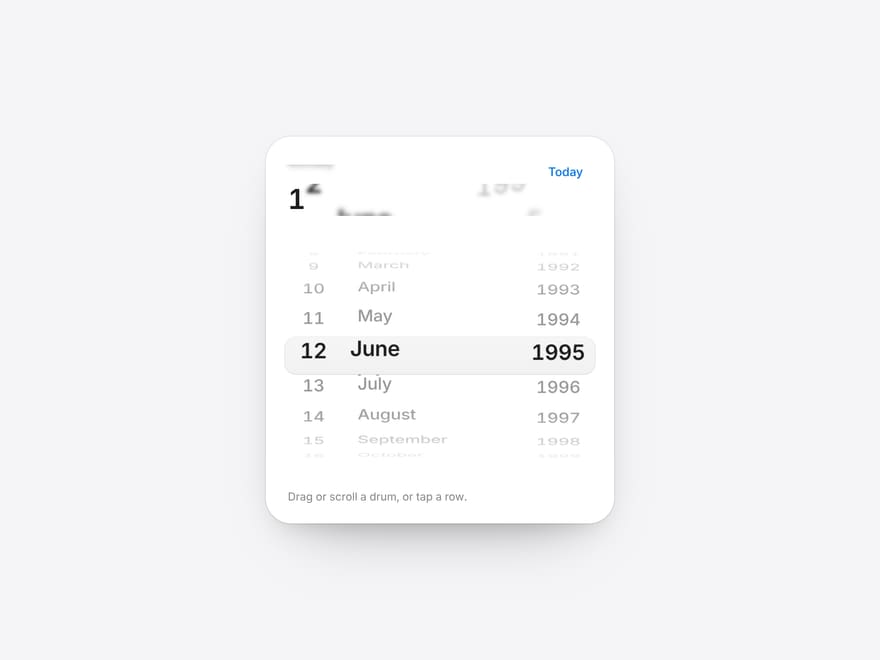 Today
1
9 March 1992
10 April 1993
11 May 1994
12 June 1995
13 July 1996
14 August 1997
15 September 1998
Drag or scroll a drum, or tap a row.